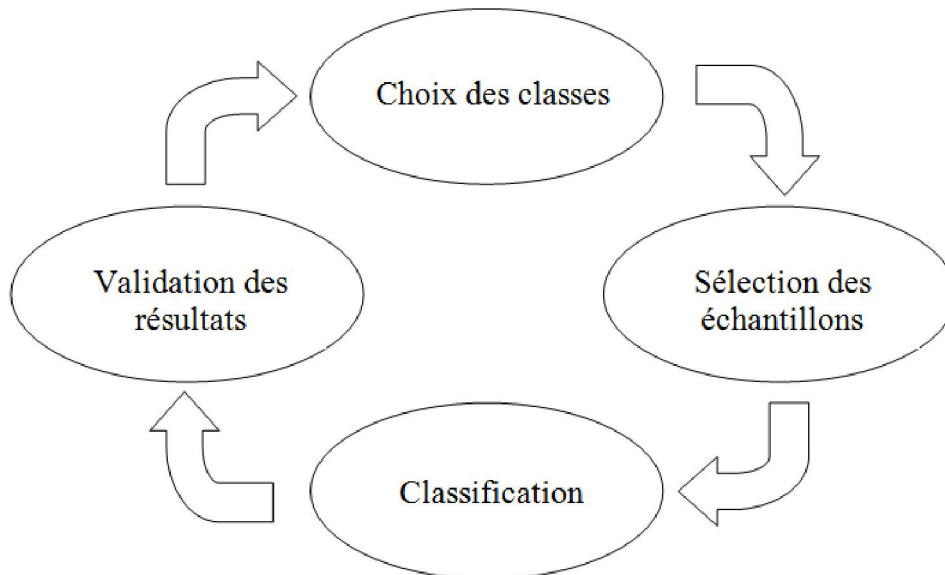 Choix des classes
Sélection des
échantillons
Classification
Validation des
résultats